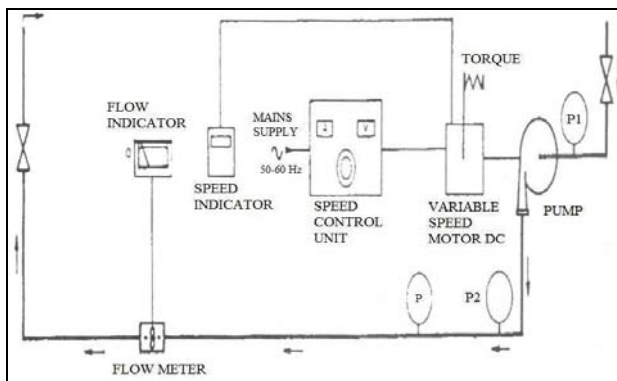 TORQUE
FLOW
INDICATOR
MAINS
SUPPLY
50-60 Hz
P1
SPEED
INDICATOR
SPEED
CONTROL
UNIT
VARIABLE
SPEED
MOTOR DC
PUMP
P
P2
FLOW METER